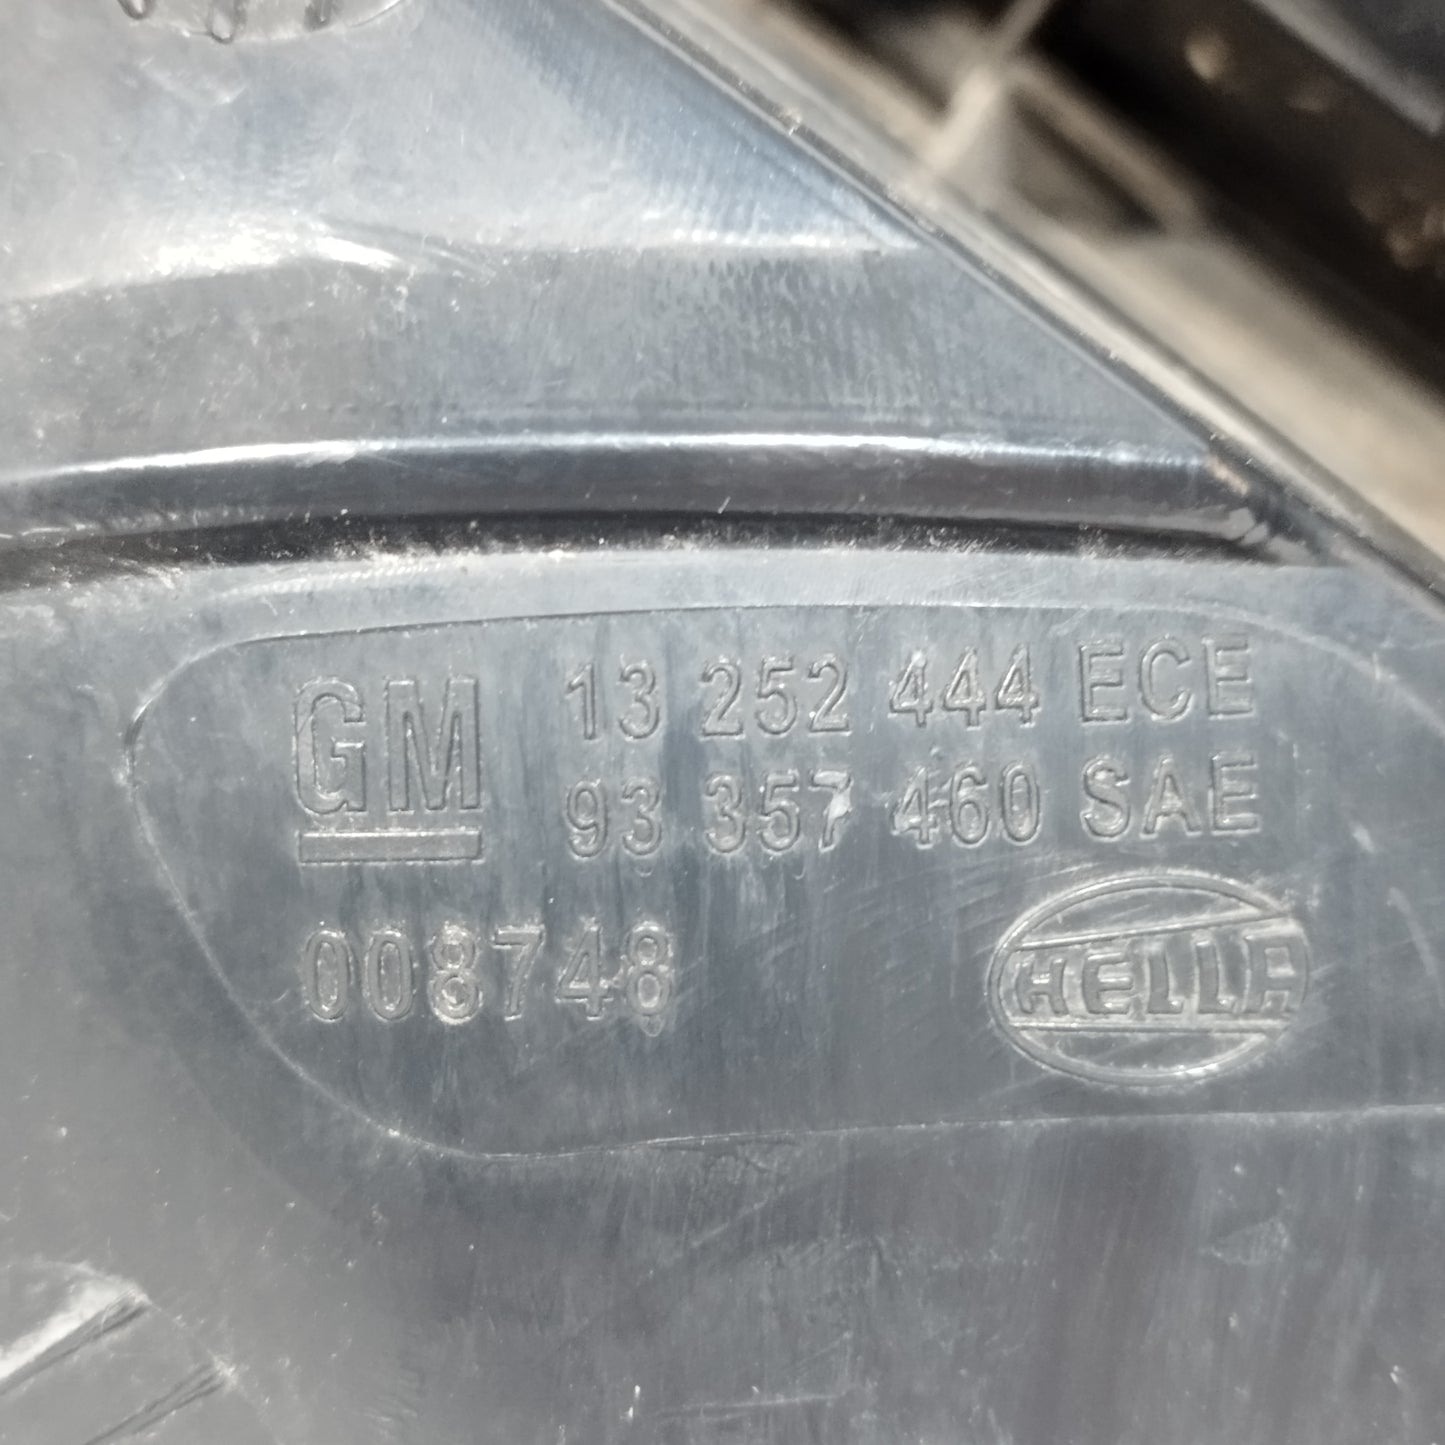 GM 13 252 444 ECE
93 357 460 SAE
008748
HELLA